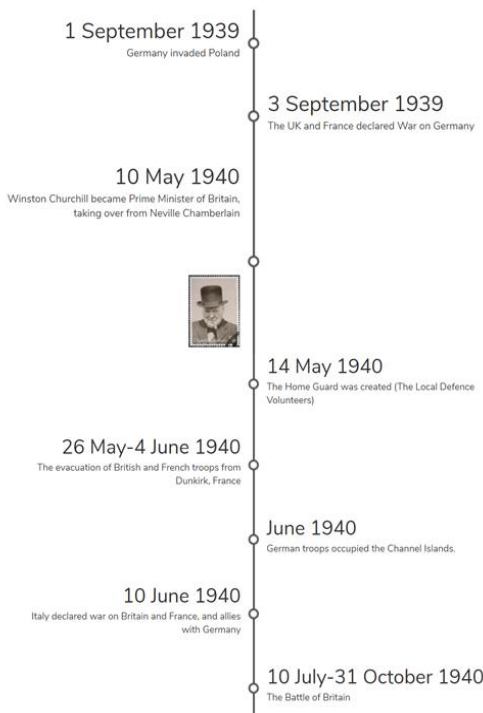 1 September 1939
Germany invaded Poland
3 September 1939
The UK and France declared War on Germany
10 May 1940
Winston Churchill became Prime Minister of Britain,
taking over from Neville Chamberlain
14 May 1940
The Home Guard was created (The Local Defence
Volunteers)
26 May-4 June 1940
The evacuation of British and French troops from
Dunkirk, France
June 1940
German troops occupied the Channel Islands.
10 June 1940
Italy declared war on Britain and France, and allies
with Germany
10 July-31 October 1940
The Battle of Britain